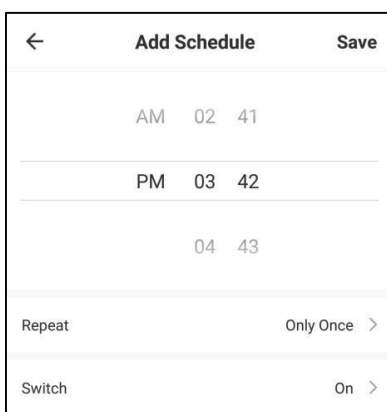 ← Add Schedule Save
AM 02 41
PM 03 42
04 43
Repeat Only Once >
Switch On >